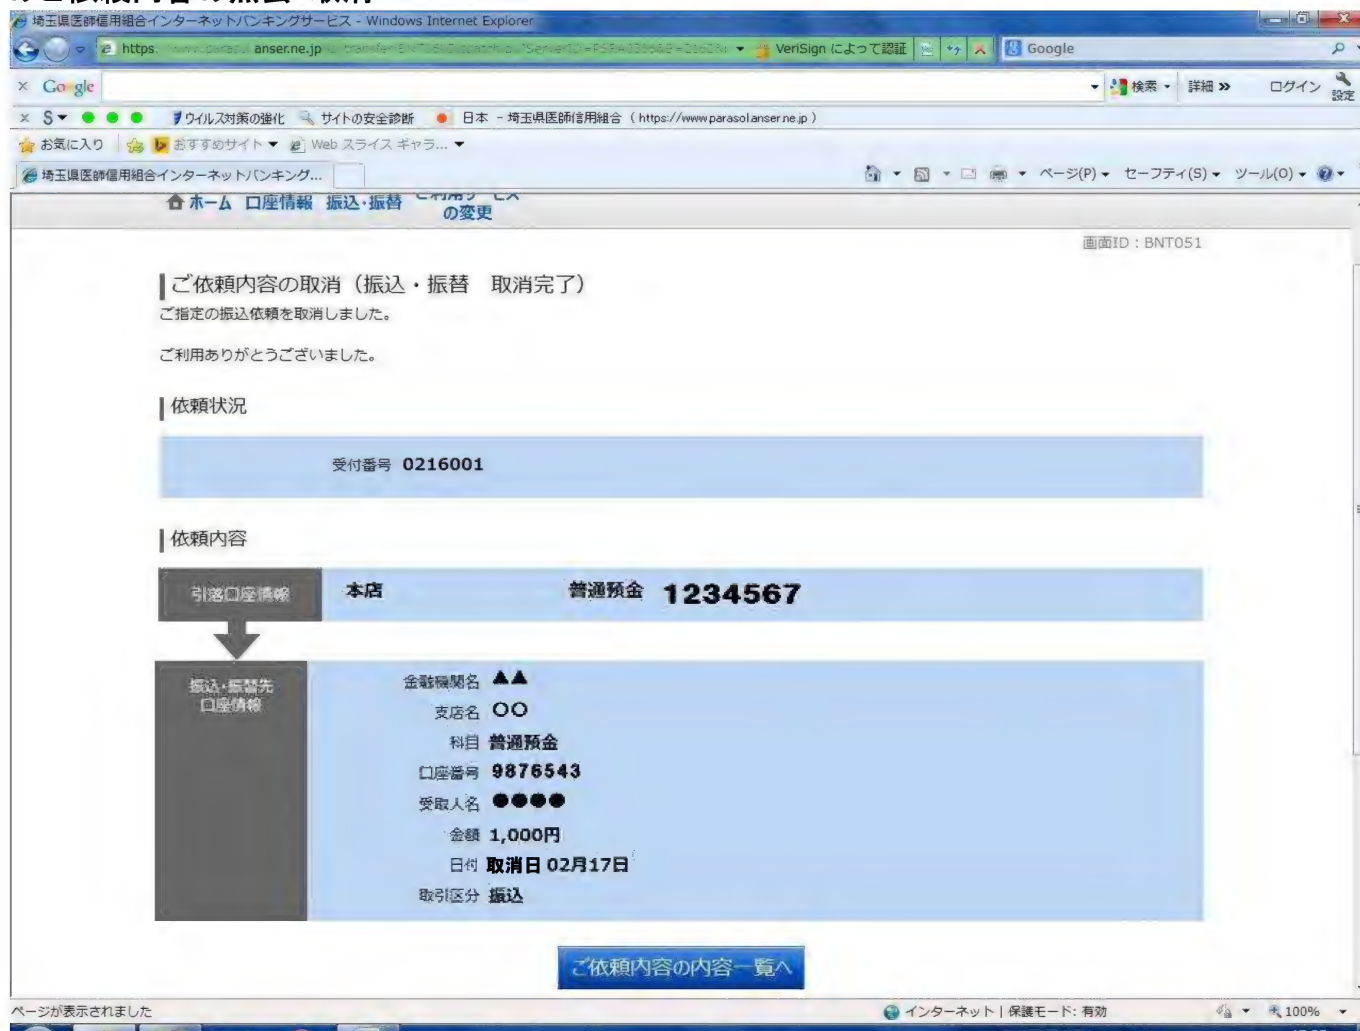 埼玉県医師信用組合インターネットバンキングサービス - Windows Internet Explorer
https
anser.ne.jp
VeriSign によって認証
Google
× Google
検索
詳細 »
ログイン
設定
× S
ウイルス対策の強化
サイトの安全診断
日本 - 埼玉県医師信用組合 ( https://www.parasol.anser.ne.jp )
お気に入り
おすすめサイト ▼
Web スライス ギャラ... ▼
埼玉県医師信用組合インターネットバンキング...
ページ(P) ▼ セーフティ(S) ▼ ツール(O) ▼
ホーム 口座情報 振込・振替
の変更
画面ID:BNT051
ご依頼内容の取消(振込・振替 取消完了)
ご指定の振込依頼を取消しました。
ご利用ありがとうございました。
依頼状況
受付番号 0216001
依頼内容
引落口座情報 本店 普通預金 1234567
振込・振替先
口座情報
金融機関名 ▲▲
支店名 〇〇
科目 普通預金
口座番号 9876543
受取人名 ●●●●
金額 1,000円
日付 取消日 02月17日
取引区分 振込
ご依頼内容の内容一覧へ
ページが表示されました
インターネット | 保護モード: 有効
100%